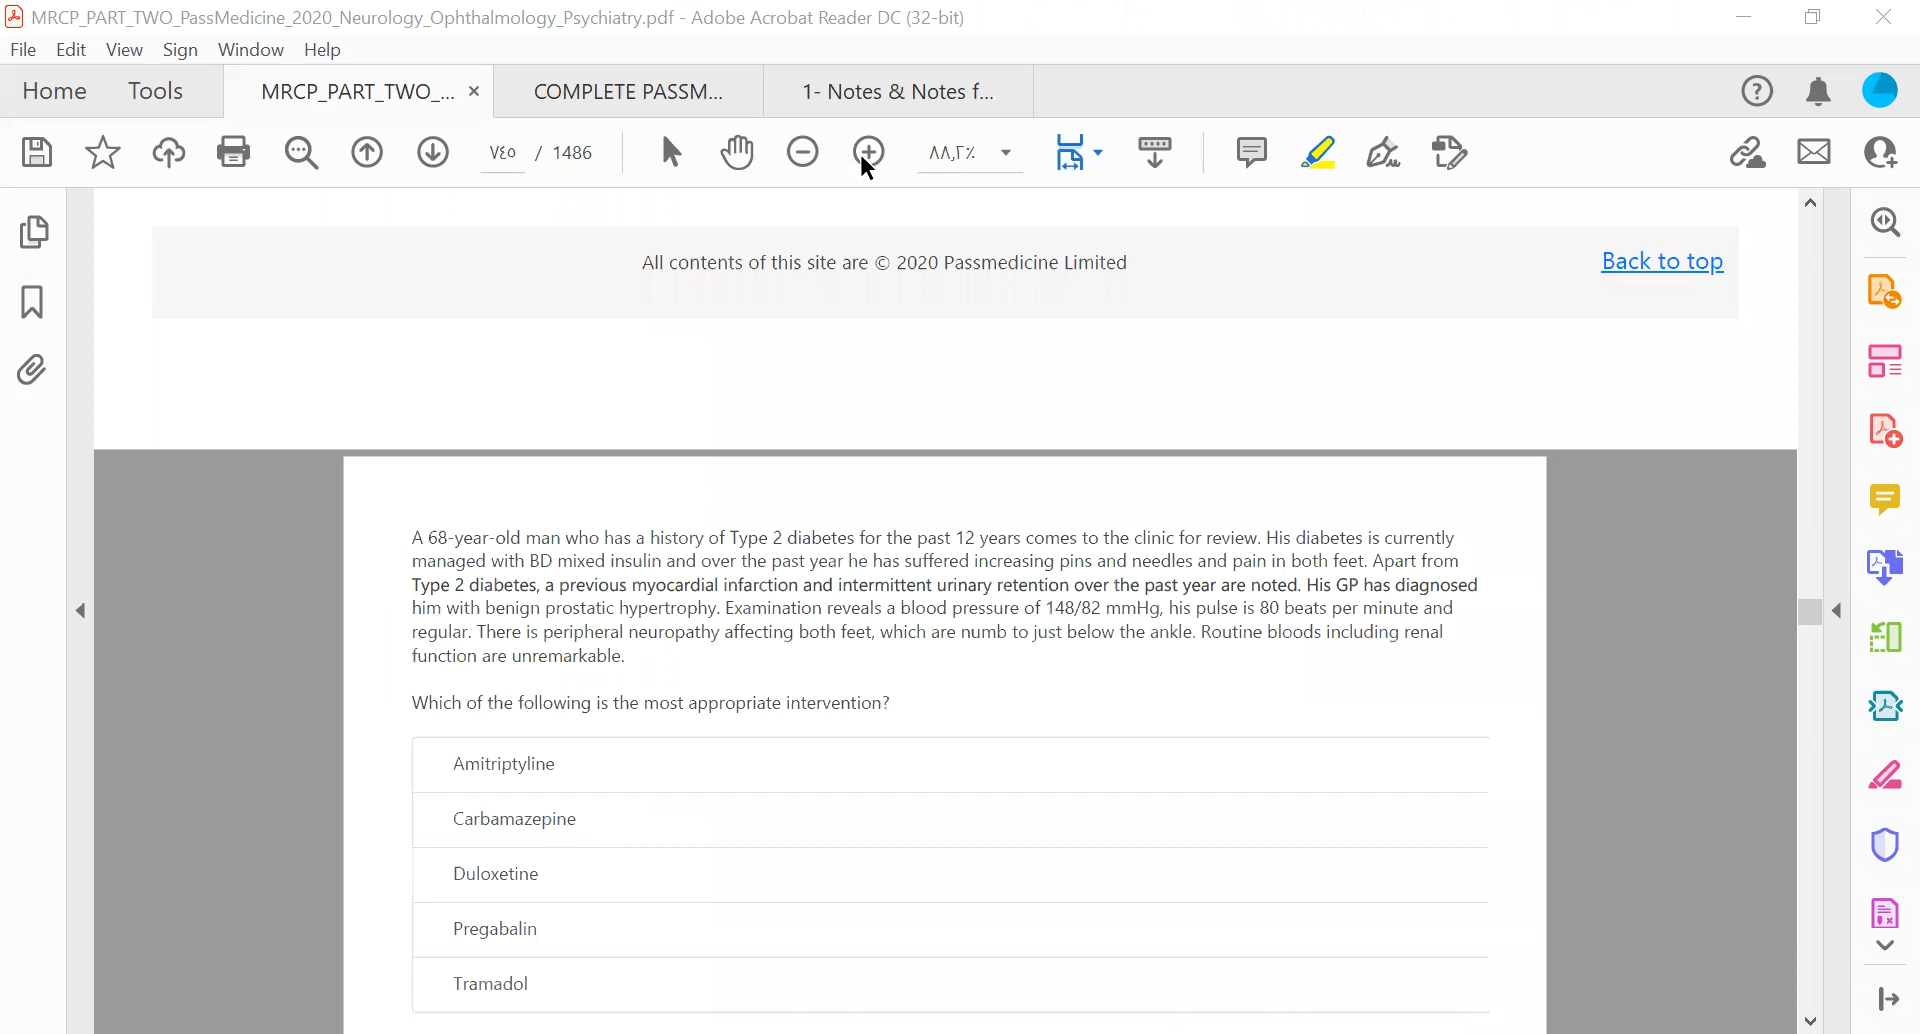 MRCP_PART_TWO_PassMedicine_2020_Neurology_Ophthalmology_Psychiatry.pdf - Adobe Acrobat Reader DC (32-bit)
File Edit View Sign Window Help
Home Tools MRCP_PART_TWO_... × COMPLETE PASSM... 1- Notes & Notes f...
٧٤٥ / 1486 ٨٨,٢٪
All contents of this site are © 2020 Passmedicine Limited
Back to top
A 68-year-old man who has a history of Type 2 diabetes for the past 12 years comes to the clinic for review. His diabetes is currently
managed with BD mixed insulin and over the past year he has suffered increasing pins and needles and pain in both feet. Apart from
Type 2 diabetes, a previous myocardial infarction and intermittent urinary retention over the past year are noted. His GP has diagnosed
him with benign prostatic hypertrophy. Examination reveals a blood pressure of 148/82 mmHg, his pulse is 80 beats per minute and
regular. There is peripheral neuropathy affecting both feet, which are numb to just below the ankle. Routine bloods including renal
function are unremarkable.
Which of the following is the most appropriate intervention?
Amitriptyline
Carbamazepine
Duloxetine
Pregabalin
Tramadol